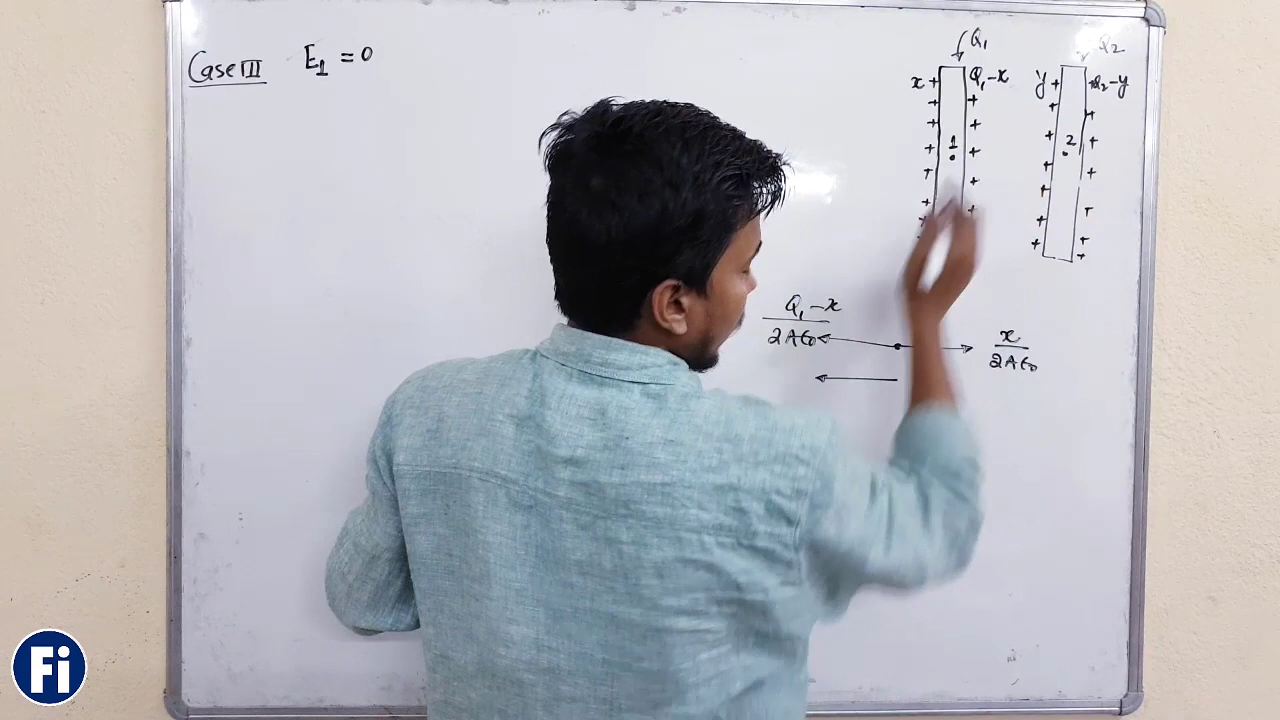 Case III E₁ = 0
Q₁ Q₂
x + Q₁-x y + Q₂-y
1 2
Q₁-x
2Aϵ₀
x
2Aϵ₀
Fi